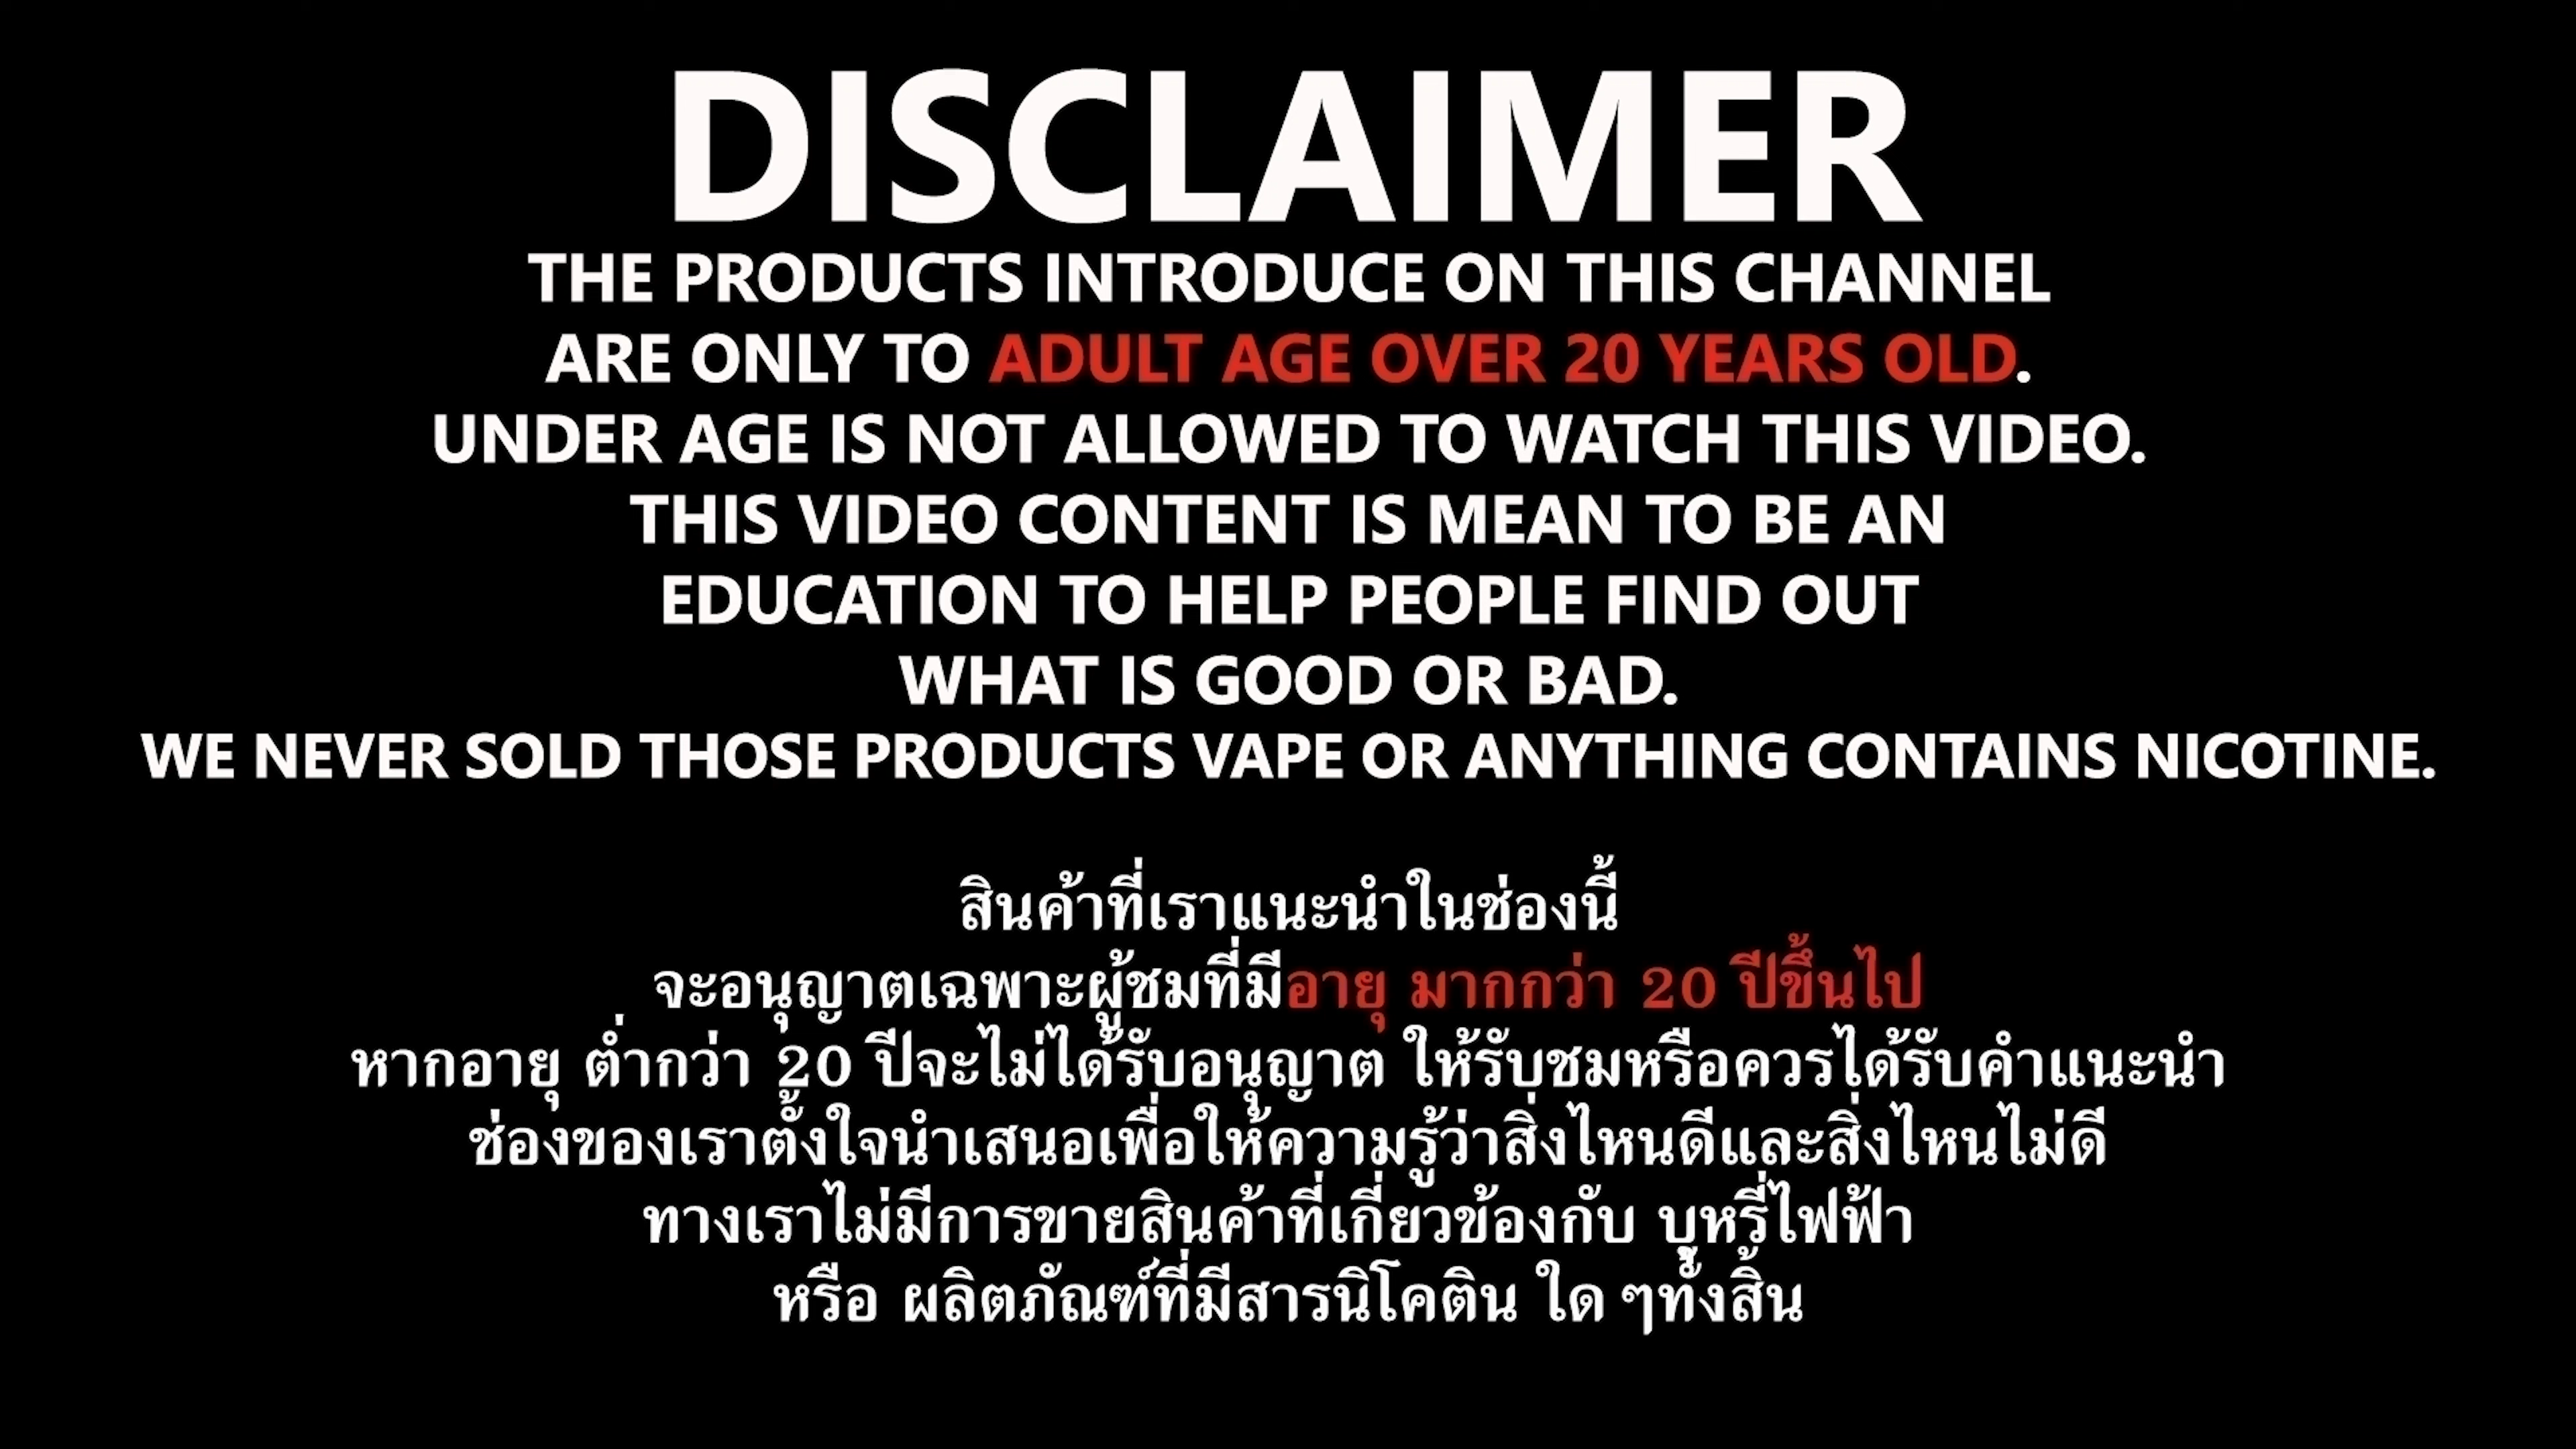 DISCLAIMER
THE PRODUCTS INTRODUCE ON THIS CHANNEL
ARE ONLY TO ADULT AGE OVER 20 YEARS OLD.
UNDER AGE IS NOT ALLOWED TO WATCH THIS VIDEO.
THIS VIDEO CONTENT IS MEAN TO BE AN
EDUCATION TO HELP PEOPLE FIND OUT
WHAT IS GOOD OR BAD.
WE NEVER SOLD THOSE PRODUCTS VAPE OR ANYTHING CONTAINS NICOTINE.
สินค้าที่เราแนะนำในช่องนี้
จะอนุญาตเฉพาะผู้ชมที่มีอายุ มากกว่า 20 ปีขึ้นไป
หากอายุ ต่ำกว่า 20 ปีจะไม่ได้รับอนุญาต ให้รับชมหรือควรได้รับคำแนะนำ
ช่องของเราตั้งใจนำเสนอเพื่อให้ความรู้ว่าสิ่งไหนดีและสิ่งไหนไม่ดี
ทางเราไม่มีการขายสินค้าที่เกี่ยวข้องกับ บุหรี่ไฟฟ้า
หรือ ผลิตภัณฑ์ที่มีสารนิโคติน ใด ๆทั้งสิ้น